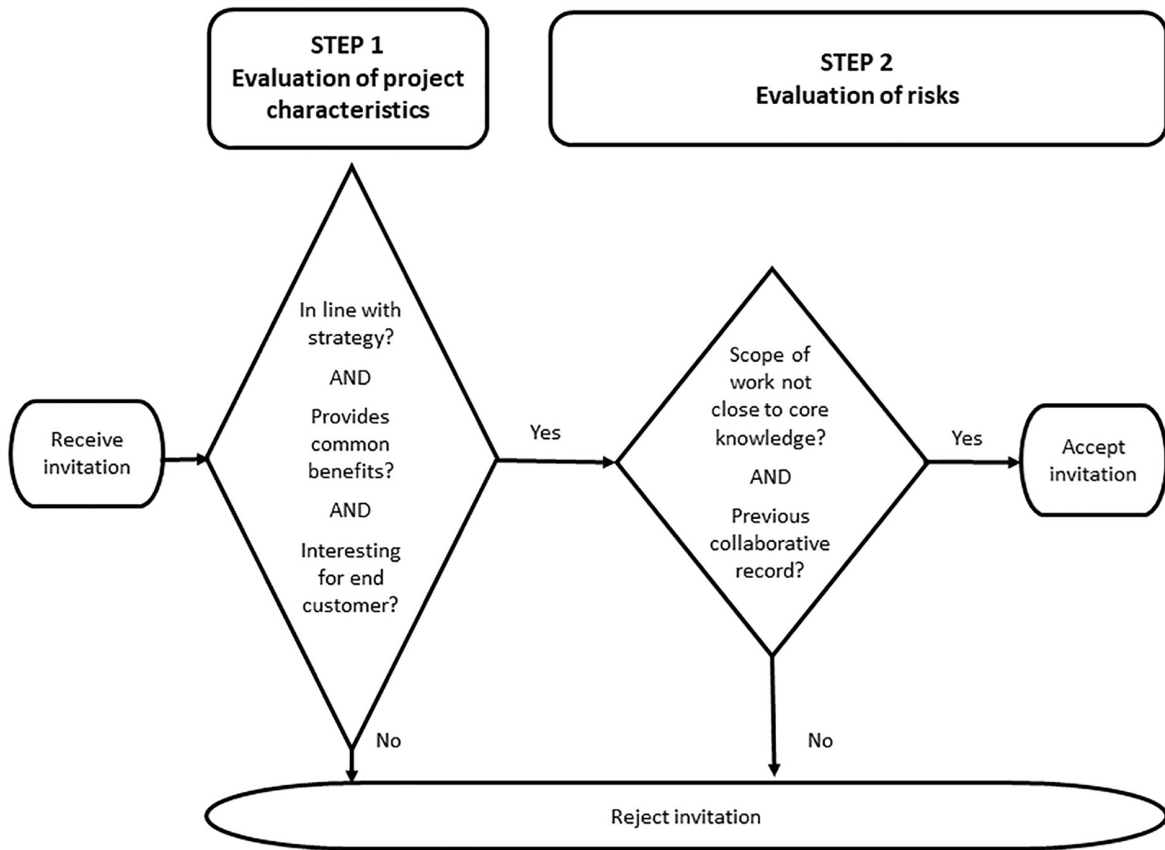 STEP 1
Evaluation of project
characteristics
STEP 2
Evaluation of risks
Receive
invitation
In line with
strategy?
AND
Provides
common
benefits?
AND
Interesting
for end
customer?
Yes
No
Scope of
work not
close to core
knowledge?
AND
Previous
collaborative
record?
Yes
No
Accept
invitation
Reject invitation